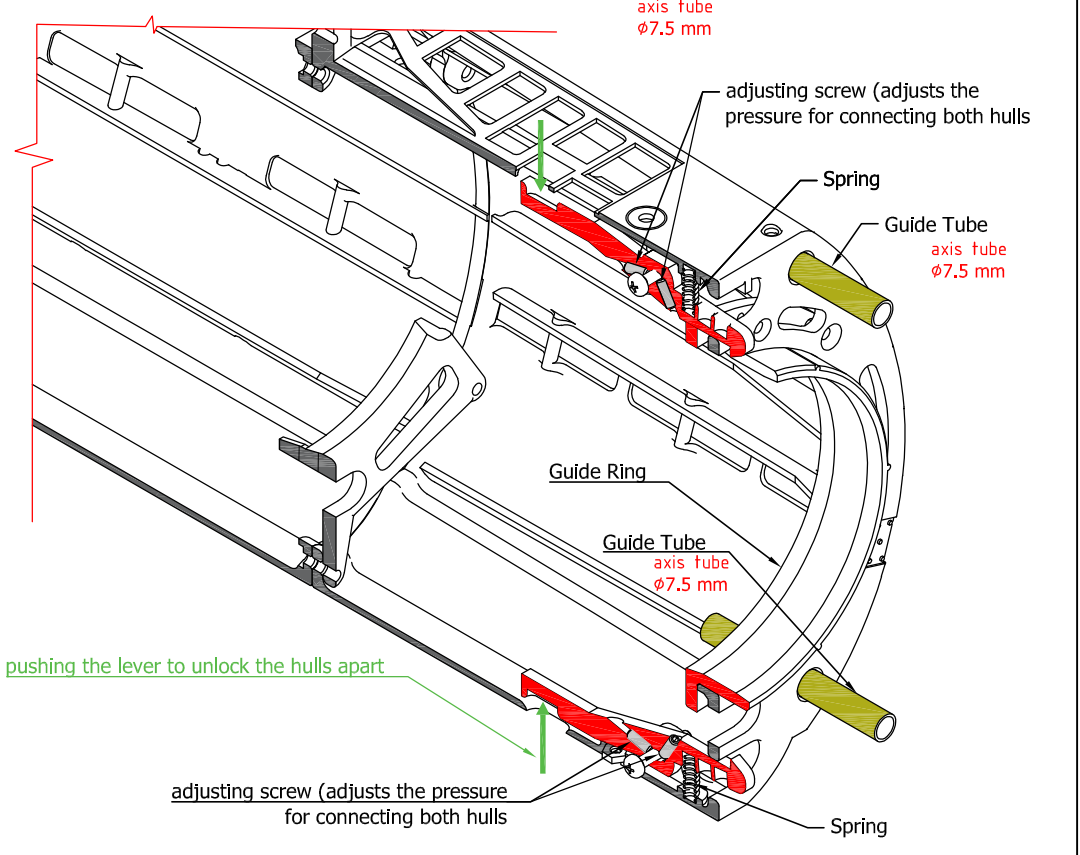 axis tube
φ7.5 mm
adjusting screw (adjusts the
pressure for connecting both hulls
Spring
Guide Tube
axis tube
φ7.5 mm
Guide Ring
Guide Tube
axis tube
φ7.5 mm
pushing the lever to unlock the hulls apart
adjusting screw (adjusts the pressure
for connecting both hulls
Spring